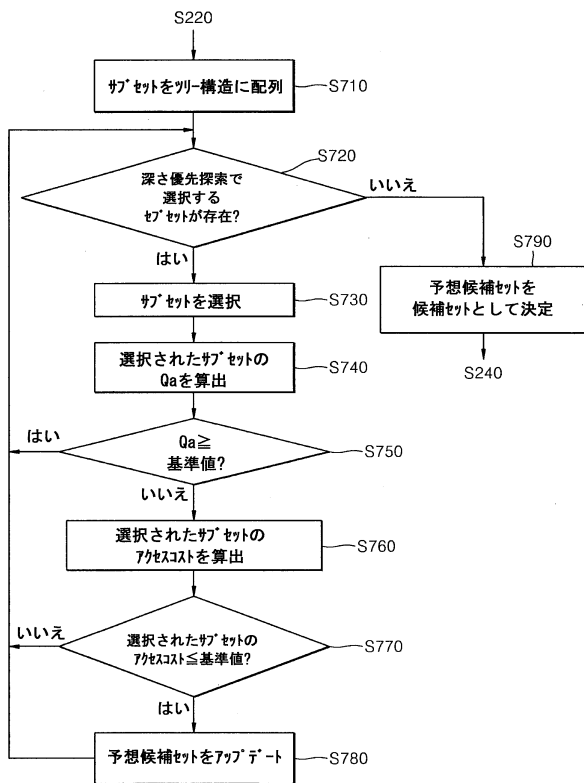 S220
ｻﾌﾞｾｯﾄをﾂﾘｰ構造に配列
S710
S720
深さ優先探索で
選択する
ｾﾌﾞｾｯﾄが存在?
いいえ
はい
S790
予想候補セットを
候補ｾｯﾄとして決定
S240
ｻﾌﾞｾｯﾄを選択
S730
選択されたｻﾌﾞｾｯﾄの
Qaを算出
S740
はい
Qa≧
基準値?
S750
いいえ
選択されたｻﾌﾞｾｯﾄの
ｱｸｾｽｺｽﾄを算出
S760
いいえ
選択されたｻﾌﾞｾｯﾄの
ｱｸｾｽｺｽﾄ≦基準値?
S770
はい
予想候補ｾｯﾄをｱｯﾌﾟﾃﾞｰﾄ
S780